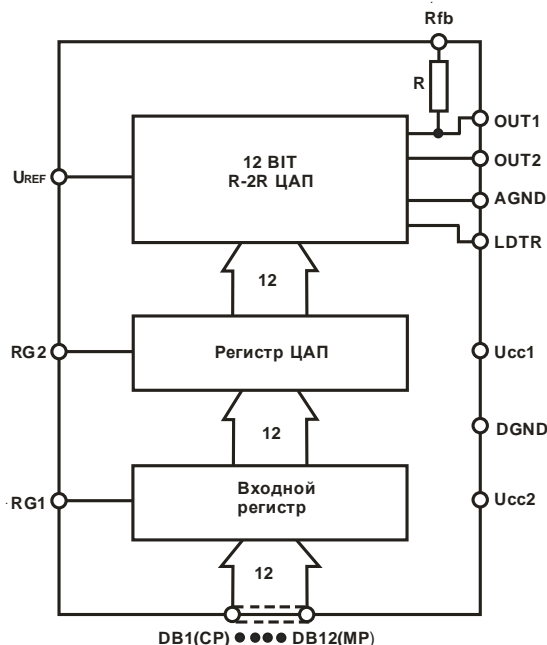 Rfb
R
OUT1
12 BIT
R-2R ЦАП
OUT2
UREF
AGND
LDTR
12
RG2
Регистр ЦАП
Ucc1
12
DGND
RG1
Входной
регистр
Ucc2
12
DB1(CP) ●●●● DB12(MP)